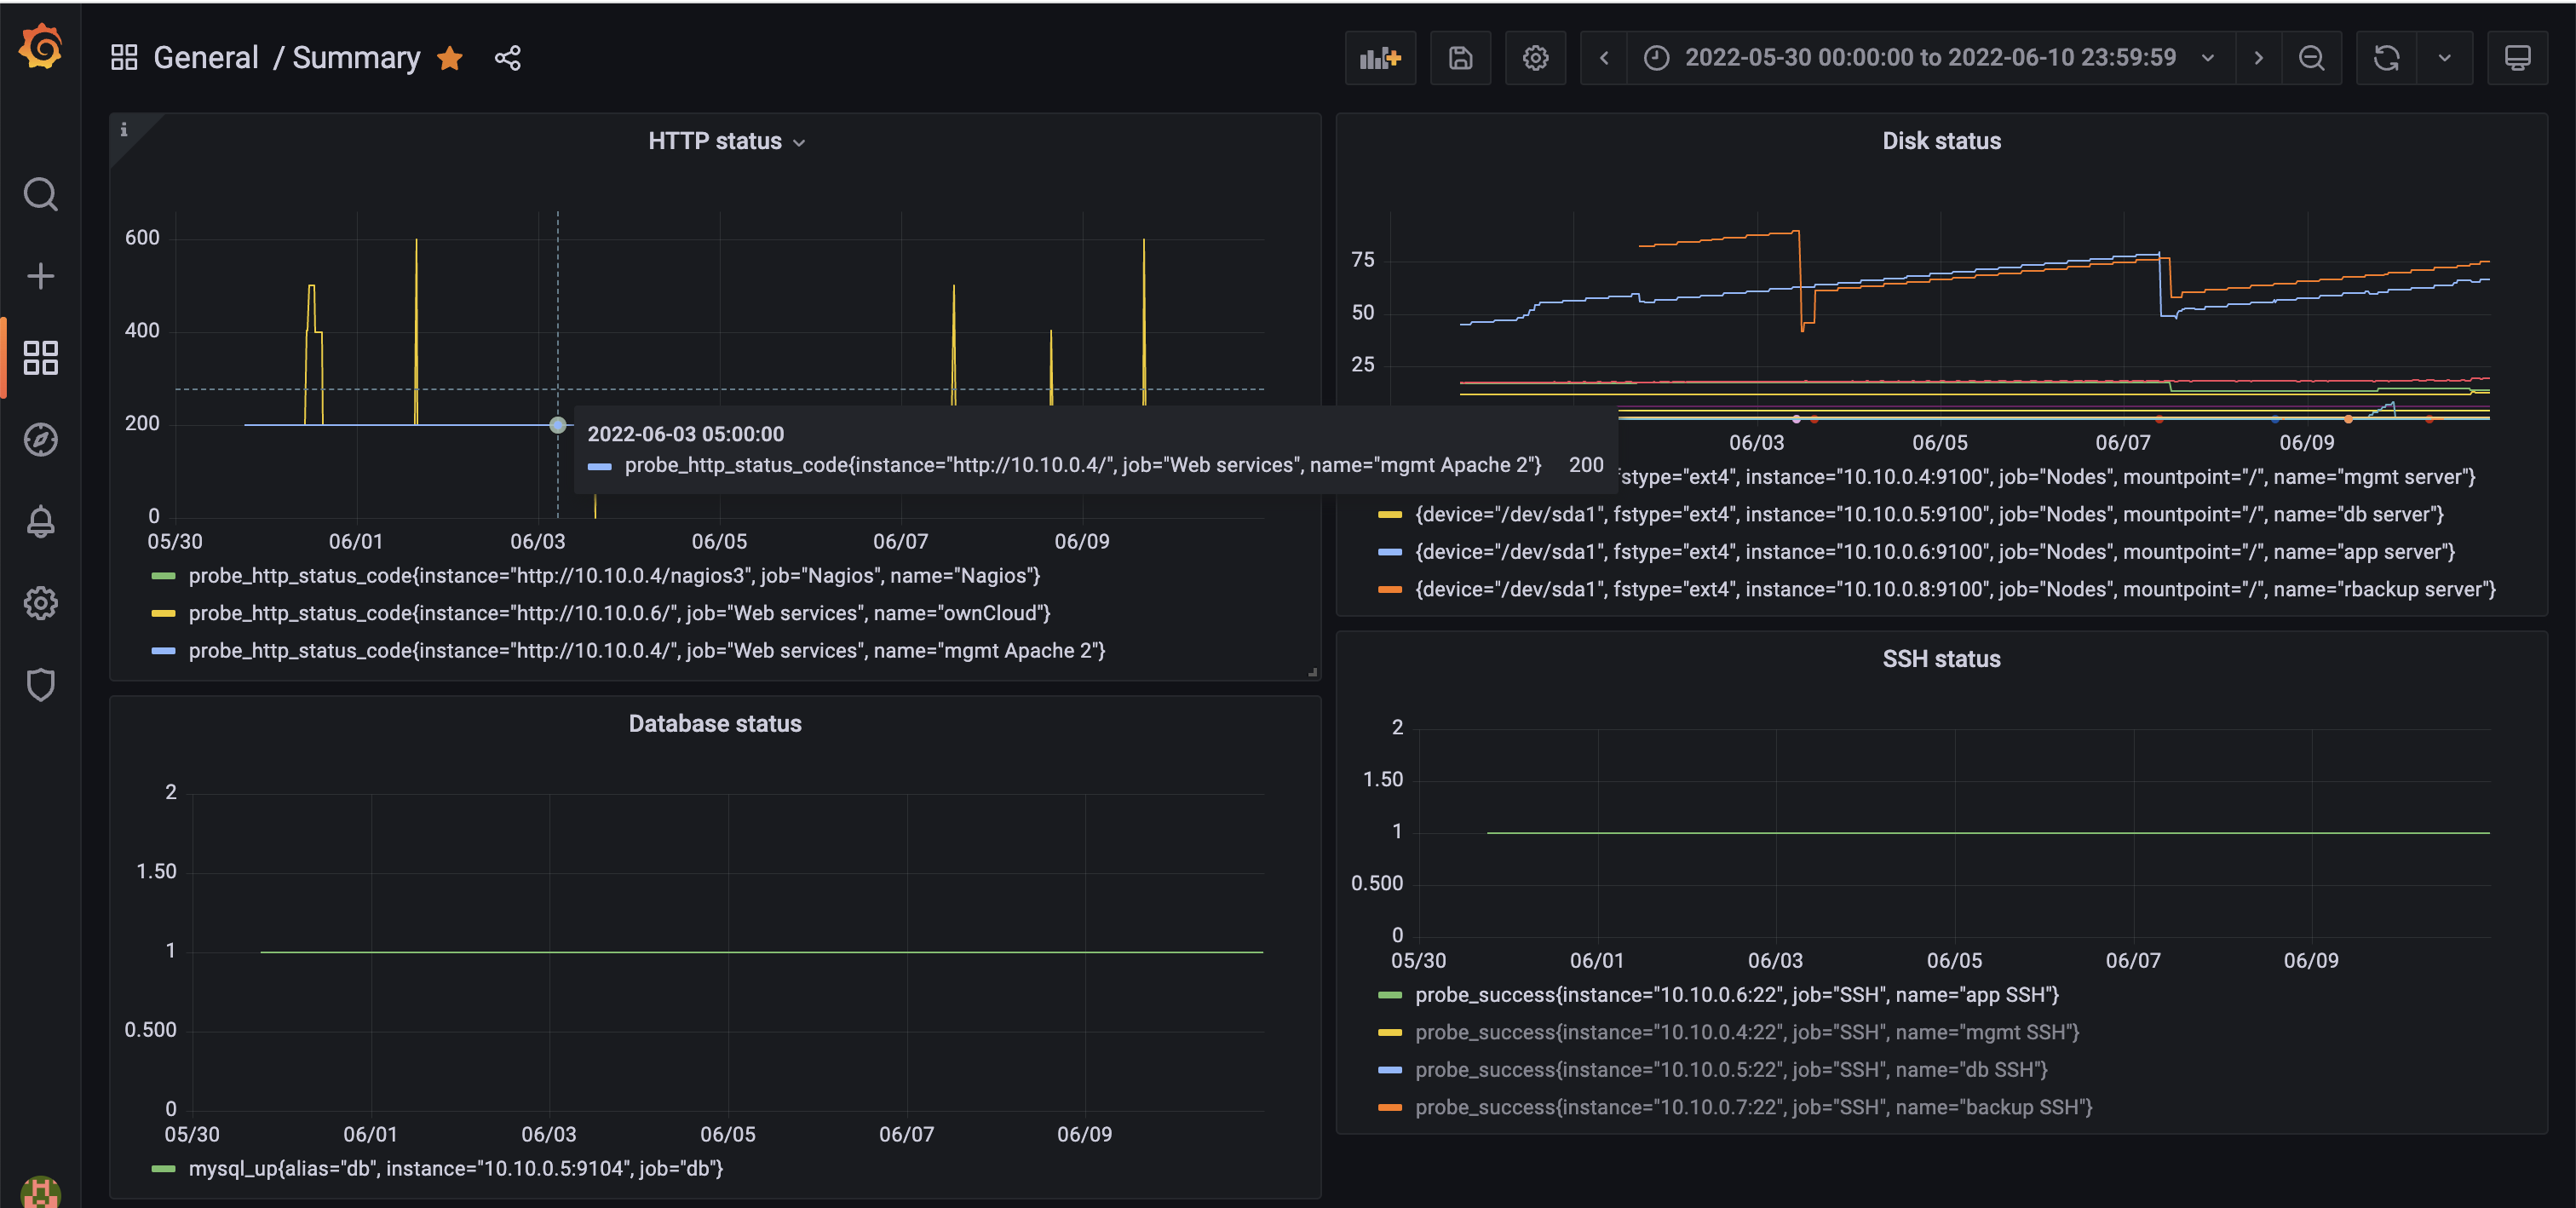 General / Summary
2022-05-30 00:00:00 to 2022-06-10 23:59:59
HTTP status
600
400
200
0
05/30 06/01 06/03 06/05 06/07 06/09
2022-06-03 05:00:00
probe_http_status_code{instance="http://10.10.0.4/", job="Web services", name="mgmt Apache 2"} 200
probe_http_status_code{instance="http://10.10.0.4/nagios3", job="Nagios", name="Nagios"}
probe_http_status_code{instance="http://10.10.0.6/", job="Web services", name="ownCloud"}
probe_http_status_code{instance="http://10.10.0.4/", job="Web services", name="mgmt Apache 2"}
Disk status
75
50
25
06/03 06/05 06/07 06/09
fstype="ext4", instance="10.10.0.4:9100", job="Nodes", mountpoint="/", name="mgmt server"}
{device="/dev/sda1", fstype="ext4", instance="10.10.0.5:9100", job="Nodes", mountpoint="/", name="db server"}
{device="/dev/sda1", fstype="ext4", instance="10.10.0.6:9100", job="Nodes", mountpoint="/", name="app server"}
{device="/dev/sda1", fstype="ext4", instance="10.10.0.8:9100", job="Nodes", mountpoint="/", name="rbackup server"}
Database status
2
1.50
1
0.500
0
05/30 06/01 06/03 06/05 06/07 06/09
mysql_up{alias="db", instance="10.10.0.5:9104", job="db"}
SSH status
2
1.50
1
0.500
0
05/30 06/01 06/03 06/05 06/07 06/09
probe_success{instance="10.10.0.6:22", job="SSH", name="app SSH"}
probe_success{instance="10.10.0.4:22", job="SSH", name="mgmt SSH"}
probe_success{instance="10.10.0.5:22", job="SSH", name="db SSH"}
probe_success{instance="10.10.0.7:22", job="SSH", name="backup SSH"}